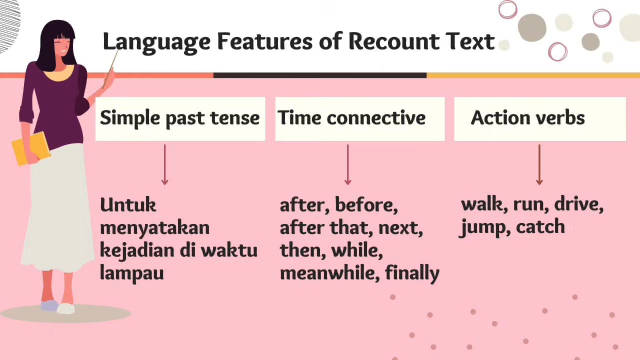 Language Features of Recount Text
Simple past tense
Time connective
Action verbs
Untuk
menyatakan
kejadian di waktu
lampau
after, before,
after that, next,
then, while,
meanwhile, finally
walk, run, drive,
jump, catch